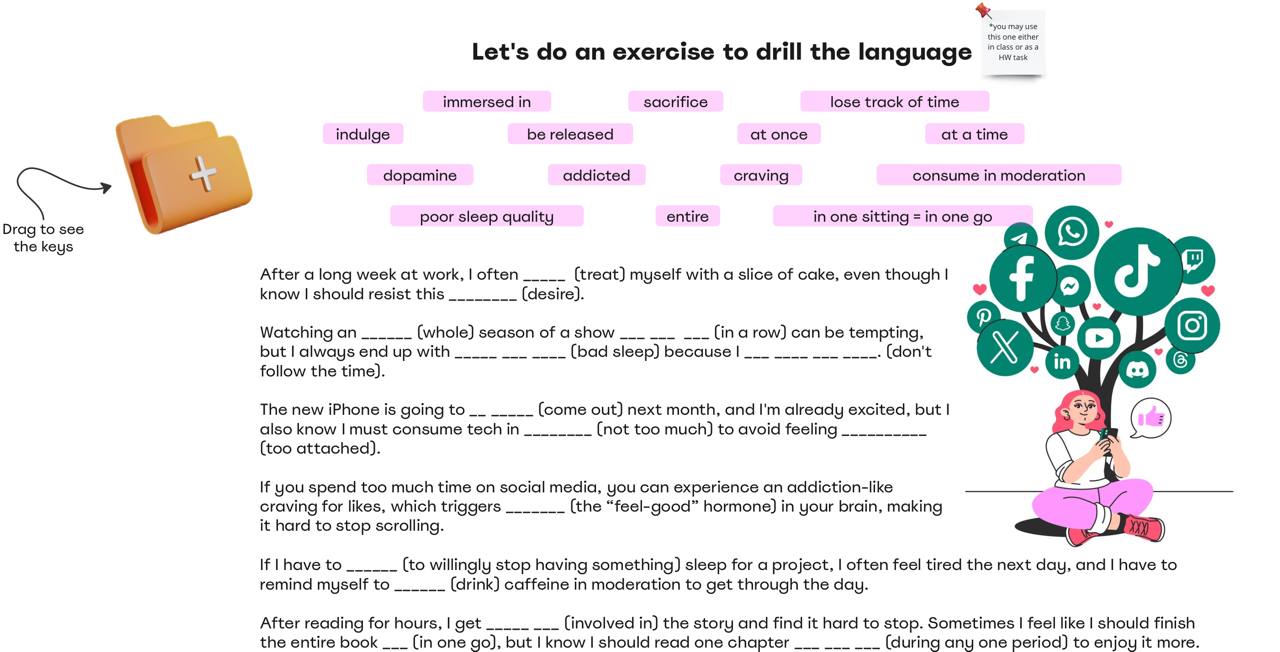 *you may use
this one either
in class or as a
HW task
Let's do an exercise to drill the language
immersed in
sacrifice
lose track of time
indulge
be released
at once
at a time
dopamine
addicted
craving
consume in moderation
poor sleep quality
entire
in one sitting = in one go
Drag to see
the keys
After a long week at work, I often _____ (treat) myself with a slice of cake, even though I
know I should resist this ________ (desire).
Watching an ______ (whole) season of a show ___ ___ ___ (in a row) can be tempting,
but I always end up with _____ ___ ____ (bad sleep) because I ___ ____ ___ ____. (don't
follow the time).
The new iPhone is going to __ _____ (come out) next month, and I'm already excited, but I
also know I must consume tech in ________ (not too much) to avoid feeling __________
(too attached).
If you spend too much time on social media, you can experience an addiction-like
craving for likes, which triggers _______ (the “feel-good” hormone) in your brain, making
it hard to stop scrolling.
If I have to ______ (to willingly stop having something) sleep for a project, I often feel tired the next day, and I have to
remind myself to ______ (drink) caffeine in moderation to get through the day.
After reading for hours, I get _____ ___ (involved in) the story and find it hard to stop. Sometimes I feel like I should finish
the entire book ___ (in one go), but I know I should read one chapter ___ ___ ___ (during any one period) to enjoy it more.